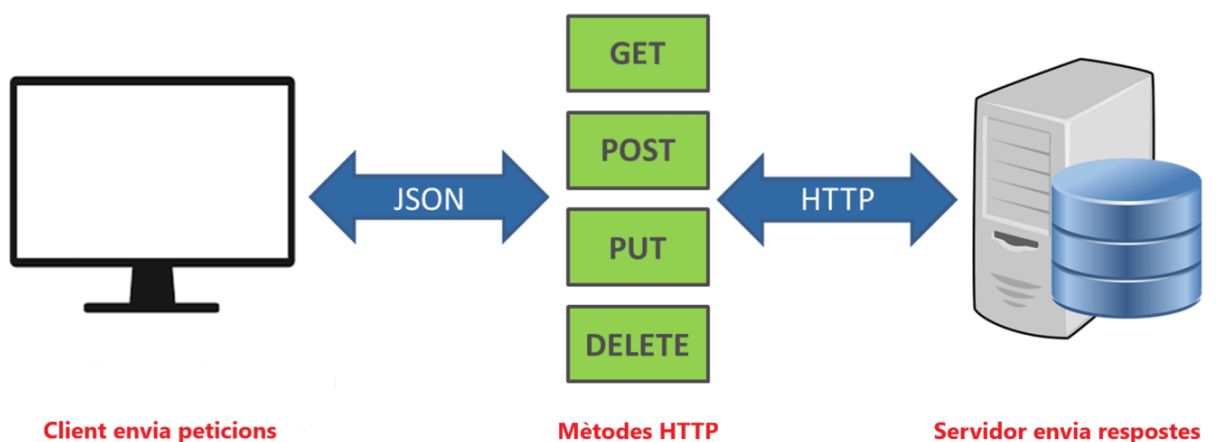 GET
POST
JSON
HTTP
PUT
DELETE
Client envia peticions
Mètodes HTTP
Servidor envia respostes